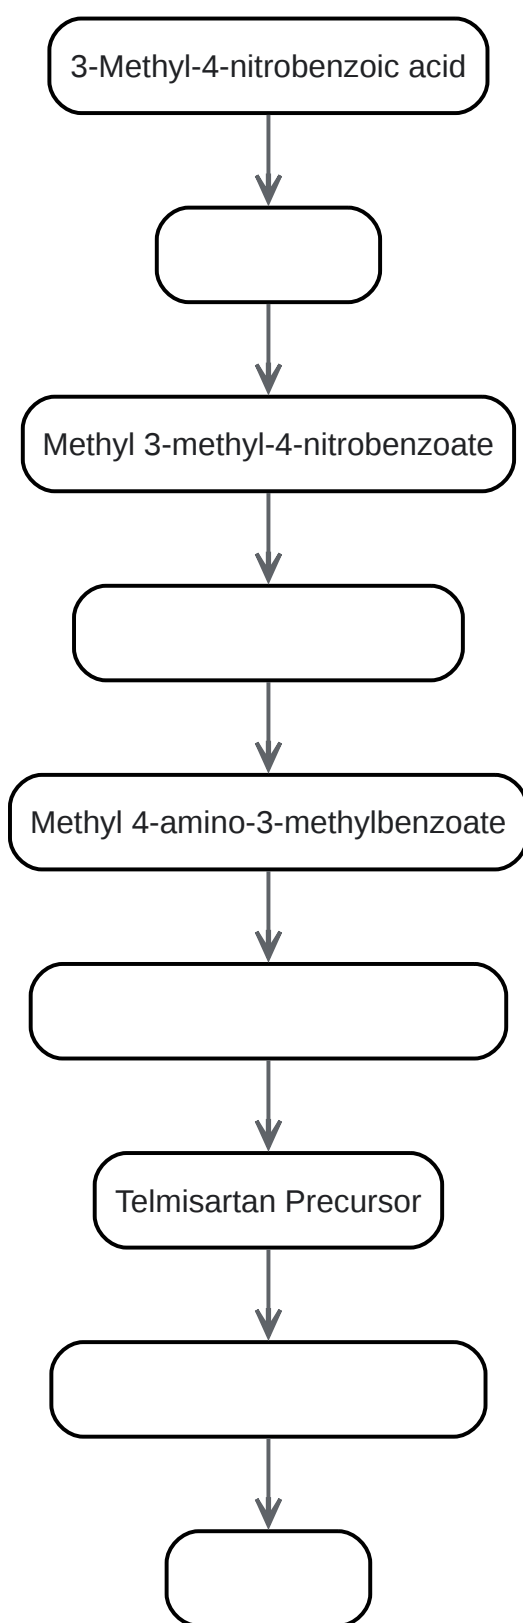 3-Methyl-4-nitrobenzoic acid
Methyl 3-methyl-4-nitrobenzoate
Methyl 4-amino-3-methylbenzoate
Telmisartan Precursor